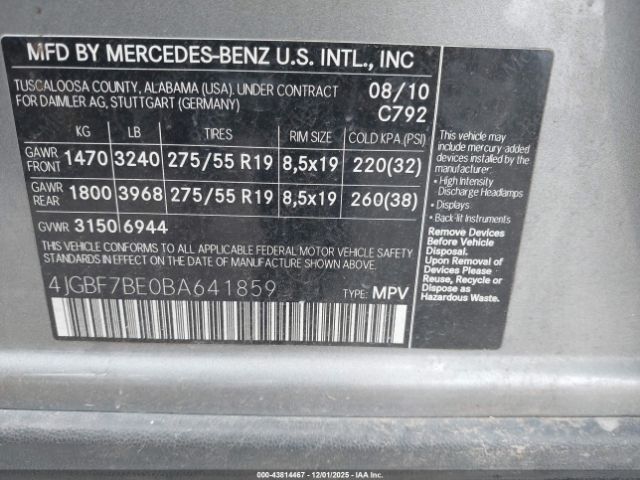 MFD BY MERCEDES-BENZ U.S. INTL., INC
TUSCALOOSA COUNTY, ALABAMA (USA). UNDER CONTRACT
FOR DAIMLER AG, STUTTGART (GERMANY)
08/10
C792
KG LB TIRES RIM SIZE COLD KPA (PSI)
GAWR FRONT 1470 3240 275/55 R19 8,5x19 220(32)
GAWR REAR 1800 3968 275/55 R19 8,5x19 260(38)
GVWR 3150 6944
THIS VEHICLE CONFORMS TO ALL APPLICABLE FEDERAL MOTOR VEHICLE SAFETY
STANDARDS IN EFFECT ON THE DATE OF MANUFACTURE SHOWN ABOVE.
4JGBF7BE0BA641859 TYPE: MPV
This vehicle may
include mercury-added
devices installed by the
manufacturer:
• High Intensity
Discharge Headlamps
• Displays
• Back-lit Instruments
Remove Devices
Before Vehicle
Disposal.
Upon Removal of
Devices Please
Reuse, Recycle or
Dispose as
Hazardous Waste.
00-43814467 • 12/01/2025 - IAA.com